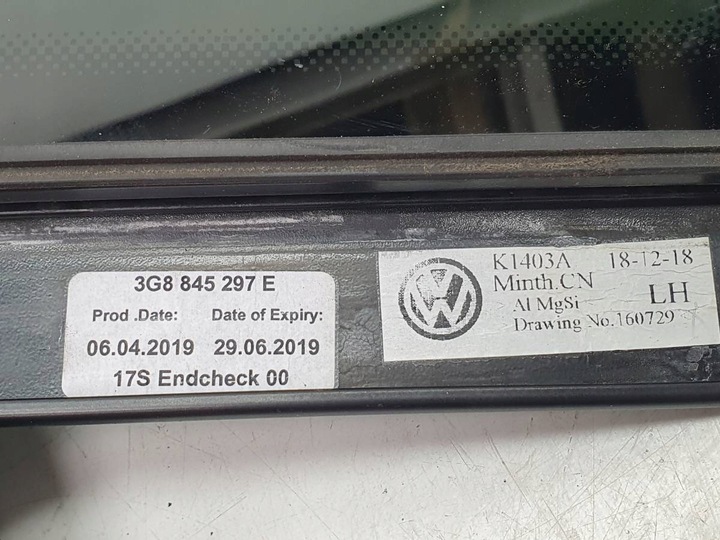 3G8 845 297 E
Prod .Date: Date of Expiry:
06.04.2019 29.06.2019
17S Endcheck 00
K1403A 18-12-18
Minth.CN
Al MgSi LH
Drawing No.160729